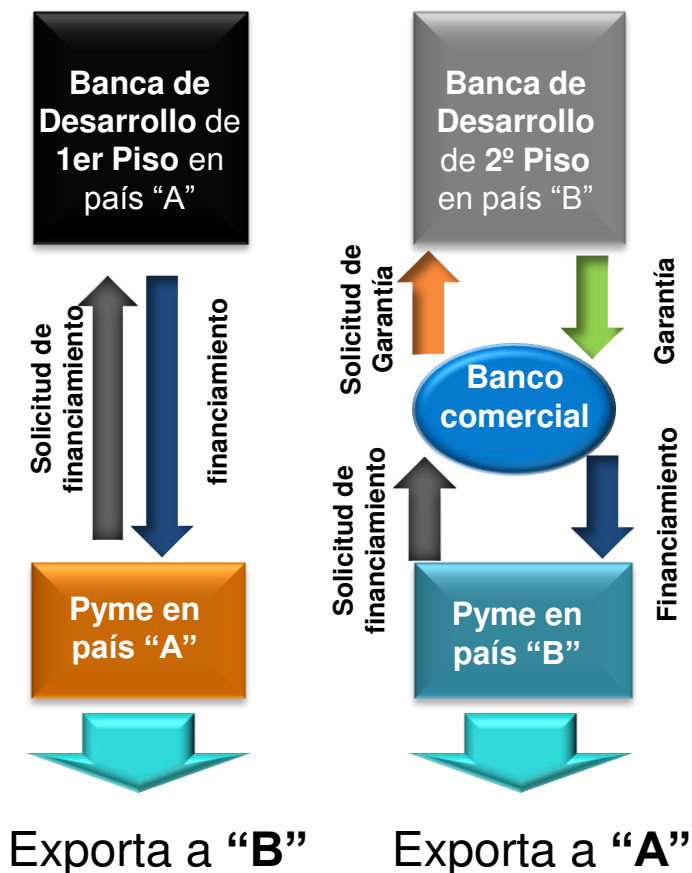 Banca de
Desarrollo de
1er Piso en
país “A”
Solicitud de
financiamiento
financiamiento
Pyme en
país “A”
Exporta a “B”
Banca de
Desarrollo
de 2º Piso
en país “B”
Solicitud de
Garantía
Garantía
Banco
comercial
Solicitud de
financiamiento
Financiamiento
Pyme en
país “B”
Exporta a “A”